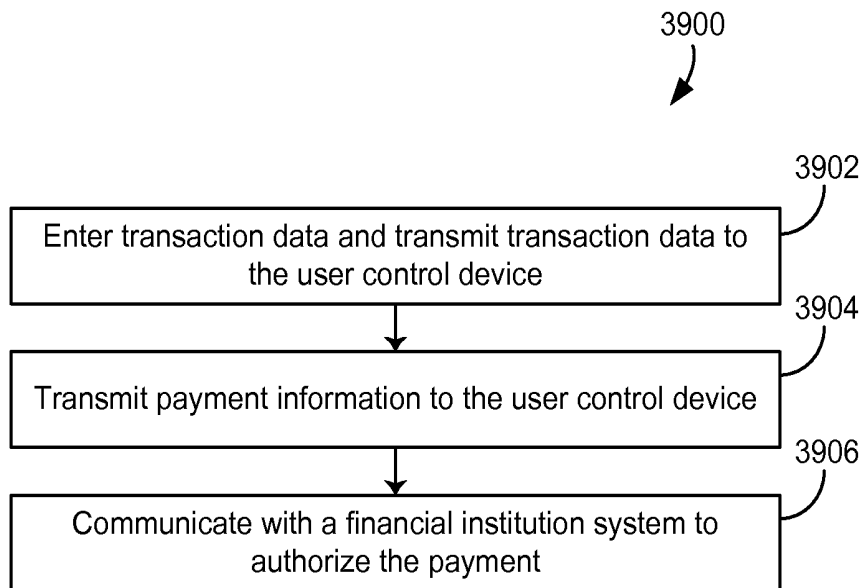 3900
3902
Enter transaction data and transmit transaction data to
the user control device
3904
Transmit payment information to the user control device
3906
Communicate with a financial institution system to
authorize the payment